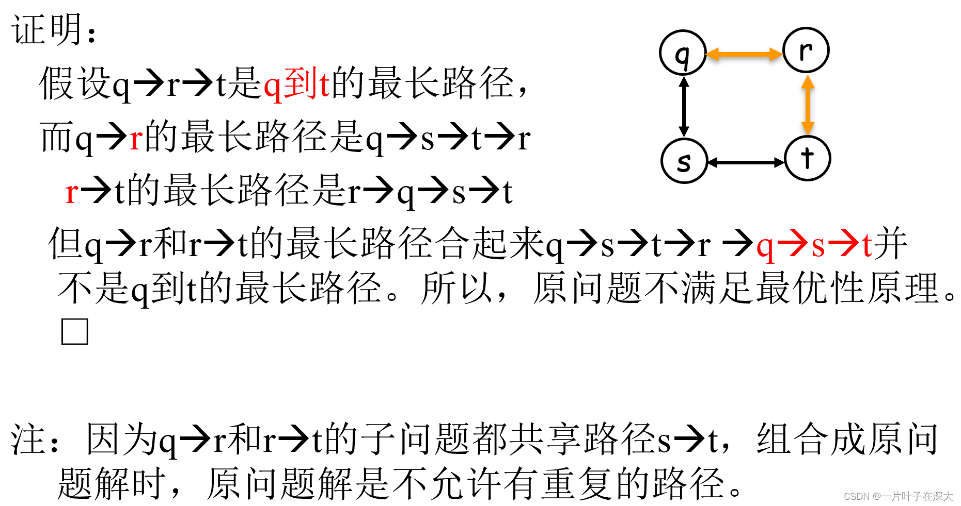 证明：
假设q→r→t是q到t的最长路径，
而q→r的最长路径是q→s→t→r
r→t的最长路径是r→q→s→t
但q→r和r→t的最长路径合起来q→s→t→r →q→s→t并
不是q到t的最长路径。所以，原问题不满足最优性原理。
□
q r
s t
注：因为q→r和r→t的子问题都共享路径s→t，组合成原问
题解时，原问题解是不允许有重复的路径。
CSDN @一片叶子在深大